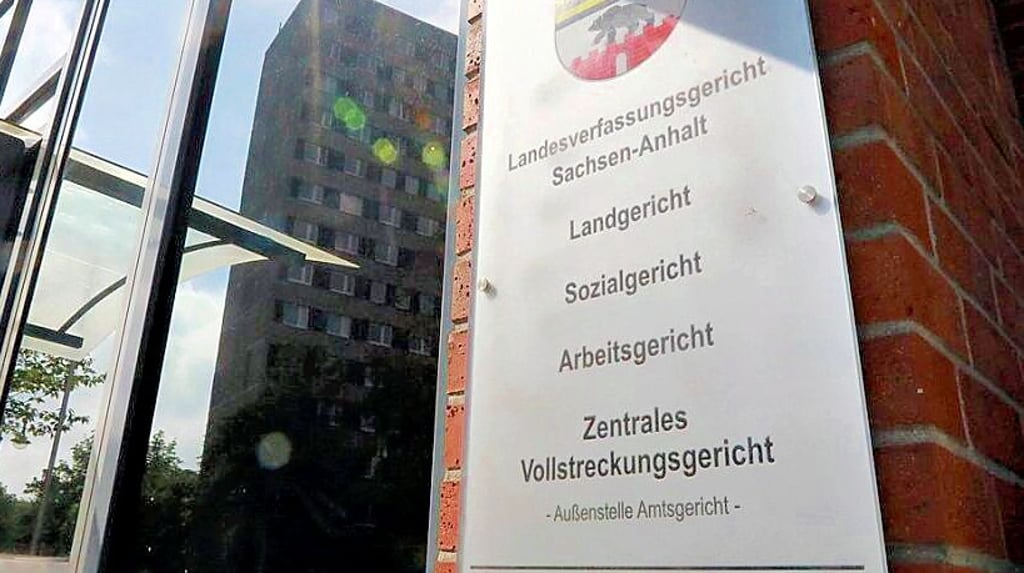 Landesverfassungsgericht
Sachsen-Anhalt
Landgericht
Sozialgericht
Arbeitsgericht
Zentrales
Vollstreckungsgericht
- Außenstelle Amtsgericht -